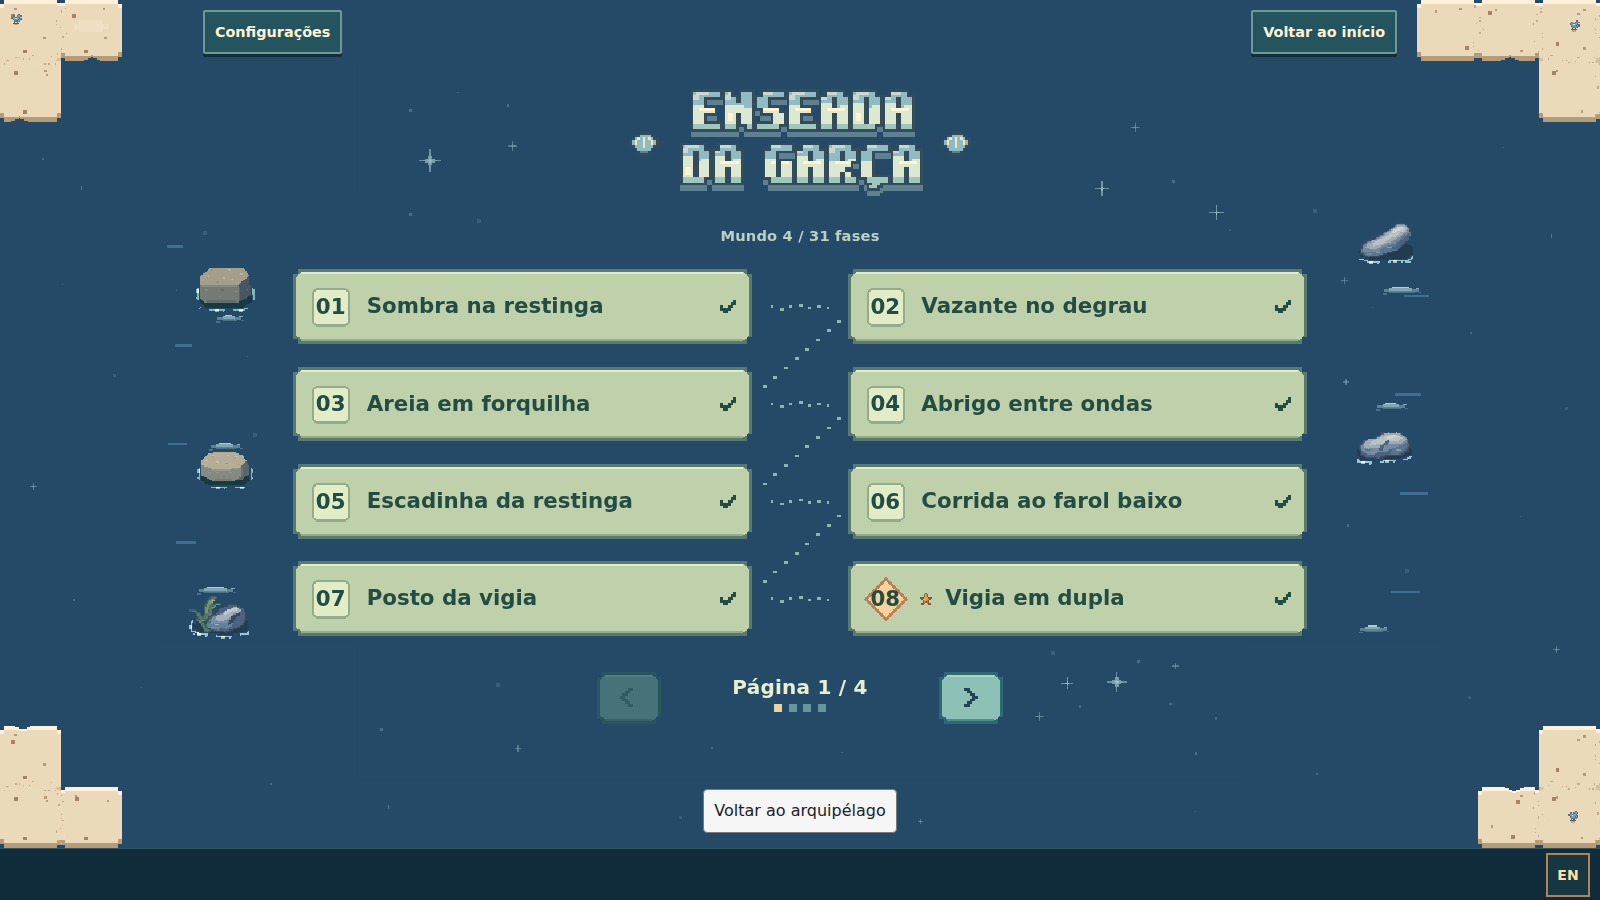 Configurações
Voltar ao início
ENSEADA
DA GARÇA
Mundo 4 / 31 fases
01 Sombra na restinga
02 Vazante no degrau
03 Areia em forquilha
04 Abrigo entre ondas
05 Escadinha da restinga
06 Corrida ao farol baixo
07 Posto da vigia
08 Vigia em dupla
Página 1 / 4
Voltar ao arquipélago
EN